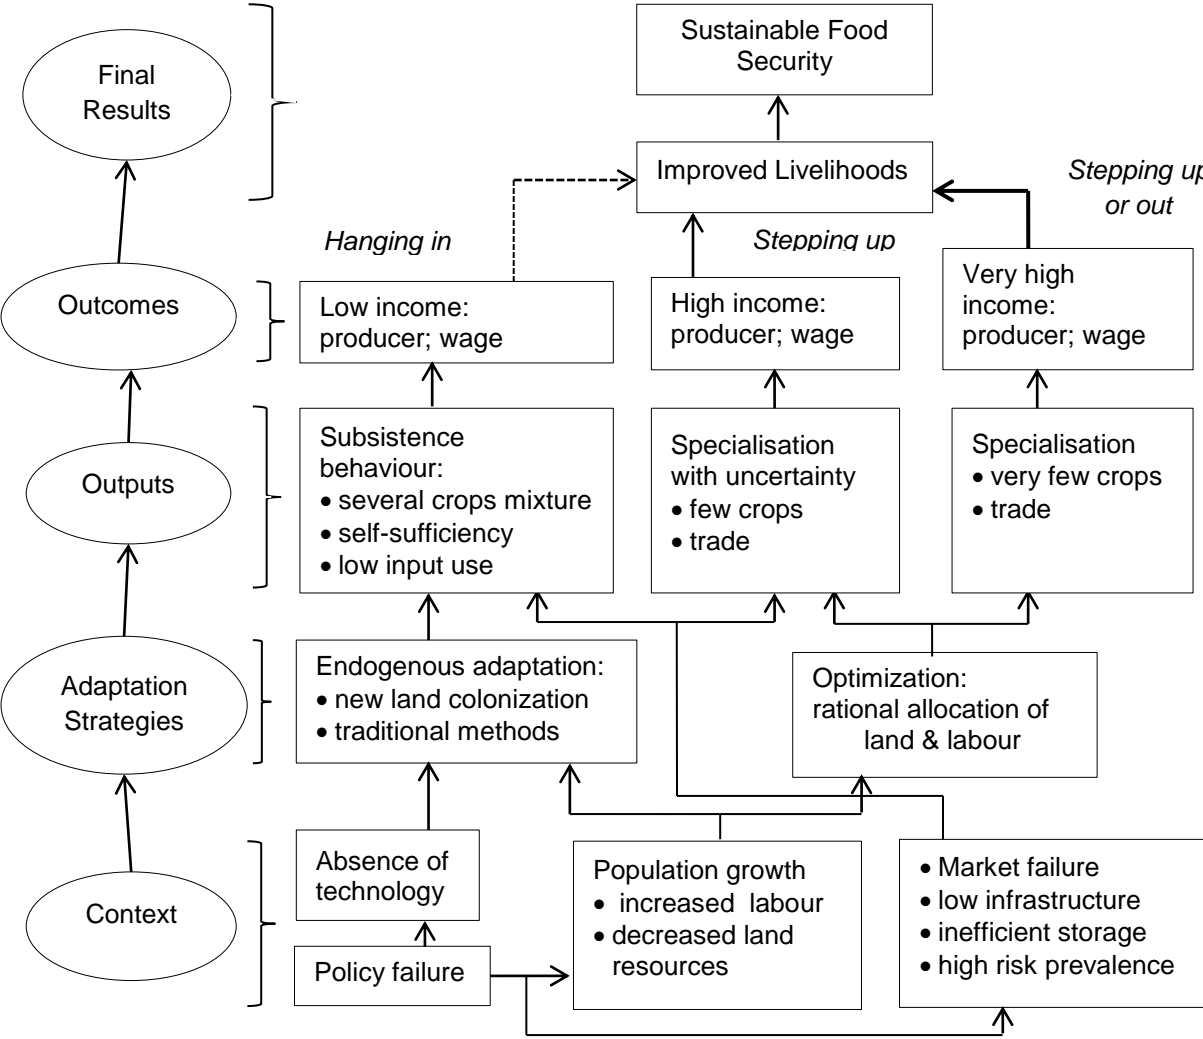 Final
Results
Sustainable Food
Security
Improved Livelihoods
Stepping up
or out
Hanging in
Stepping up
Outcomes
Low income:
producer; wage
High income:
producer; wage
Very high
income:
producer; wage
Outputs
Subsistence
behaviour:
• several crops mixture
• self-sufficiency
• low input use
Specialisation
with uncertainty
• few crops
• trade
Specialisation
• very few crops
• trade
Adaptation
Strategies
Endogenous adaptation:
• new land colonization
• traditional methods
Optimization:
rational allocation of
land & labour
Context
Absence of
technology
Policy failure
Population growth
• increased labour
• decreased land
resources
• Market failure
• low infrastructure
• inefficient storage
• high risk prevalence